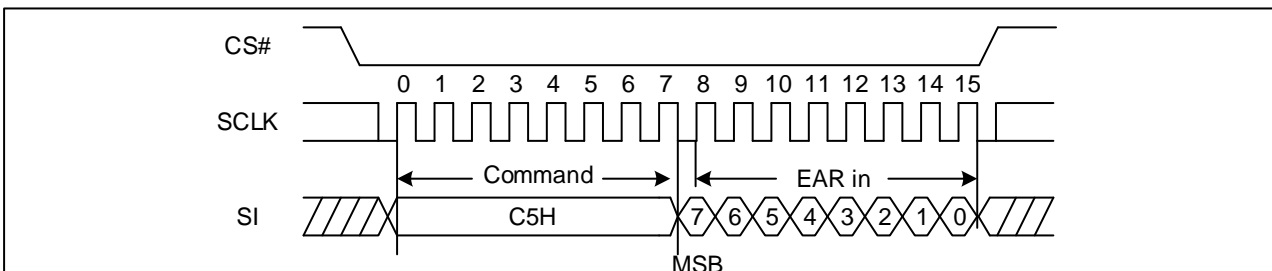 CS#
0 1 2 3 4 5 6 7 8 9 10 11 12 13 14 15
SCLK
Command EAR in
SI C5H 7 6 5 4 3 2 1 0
MSB